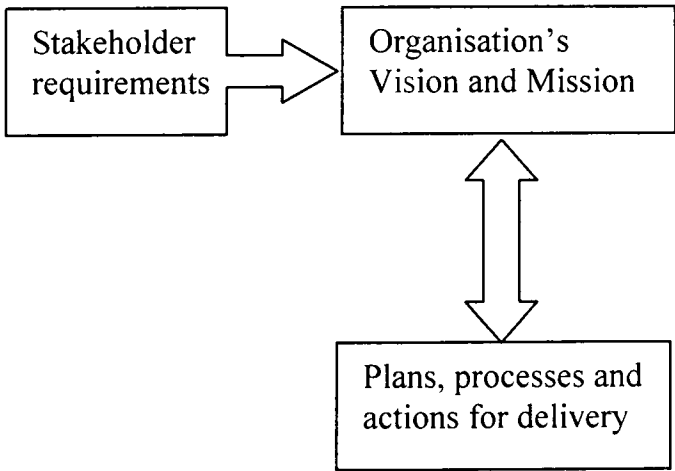 Stakeholder
requirements
Organisation's
Vision and Mission
Plans, processes and
actions for delivery